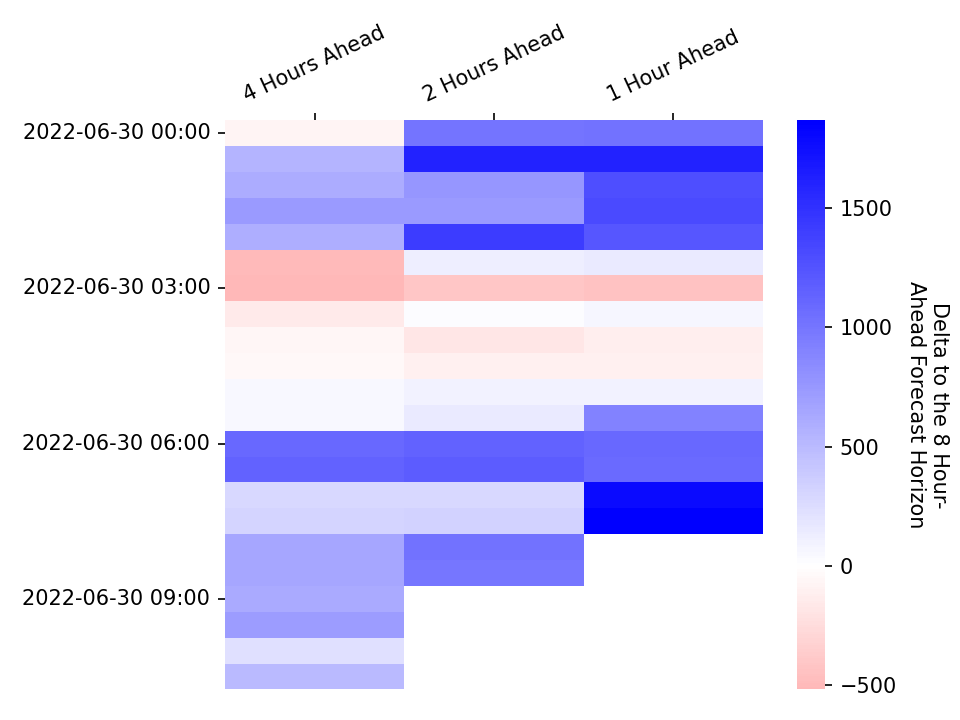 4 Hours Ahead
2 Hours Ahead
1 Hour Ahead
2022-06-30 00:00
2022-06-30 03:00
2022-06-30 06:00
2022-06-30 09:00
1500
1000
500
0
−500
Delta to the 8 Hour-
Ahead Forecast Horizon